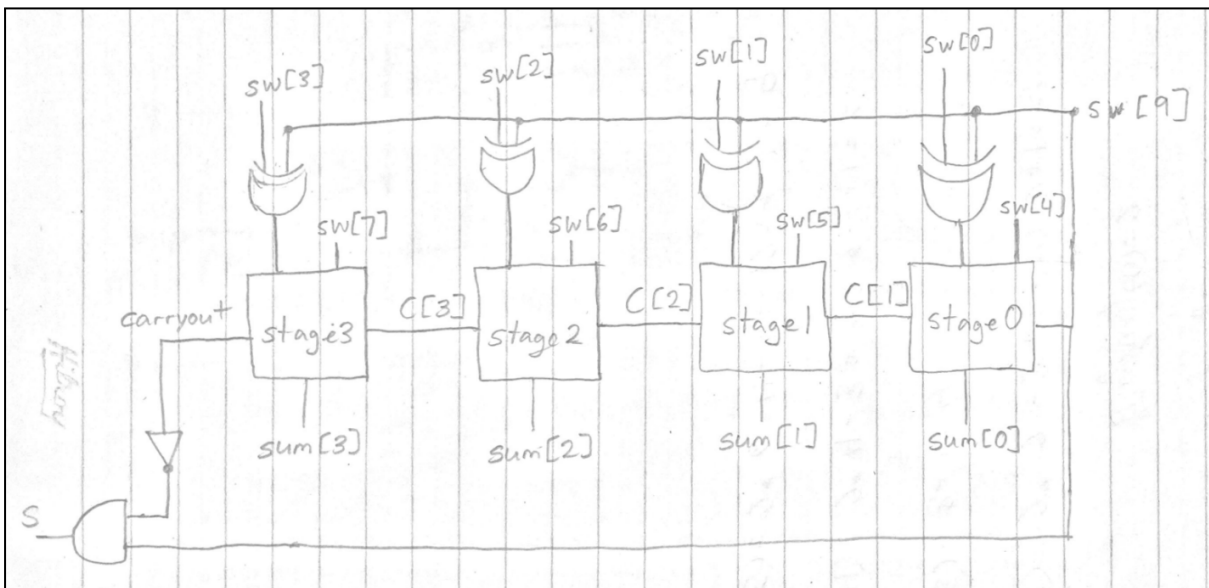 sw[3]
sw[2]
sw[1]
sw[0]
sw[9]
sw[7]
sw[6]
sw[5]
sw[4]
carryout
stage3
C[3]
stage2
C[2]
stage1
C[1]
stage0
sum[3]
sum[2]
sum[1]
sum[0]
S